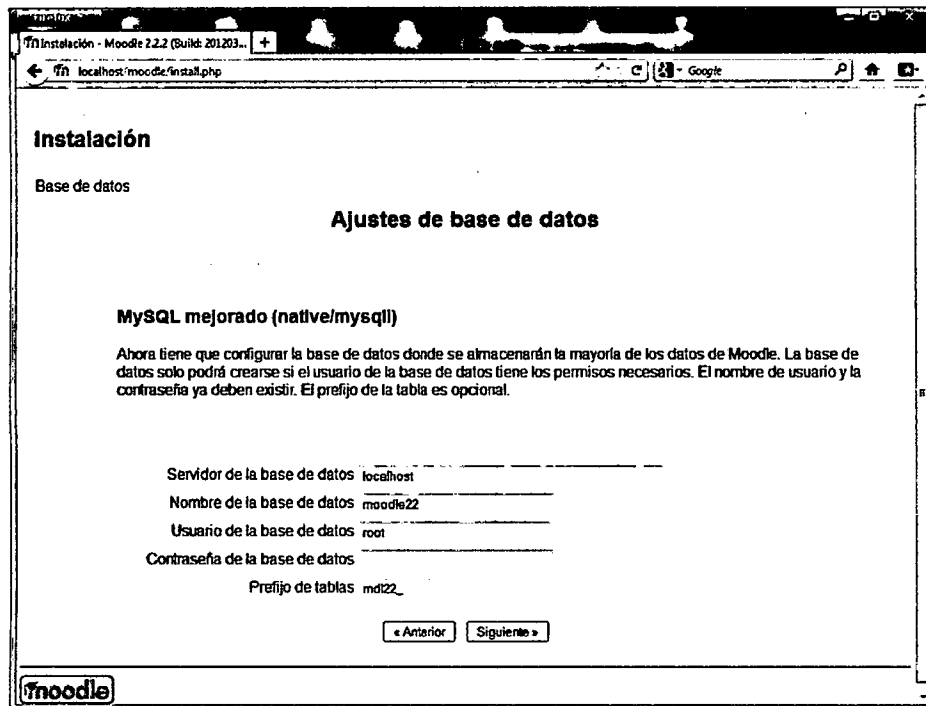 Instalación - Moodle 2.2.2 (Build: 201203...
localhost/moodle/install.php
Google
Instalación
Base de datos
Ajustes de base de datos
MySQL mejorado (native/mysqli)
Ahora tiene que configurar la base de datos donde se almacenarán la mayoría de los datos de Moodle. La base de
datos solo podrá crearse si el usuario de la base de datos tiene los permisos necesarios. El nombre de usuario y la
contraseña ya deben existir. El prefijo de la tabla es opcional.
Servidor de la base de datos localhost
Nombre de la base de datos moodle22
Usuario de la base de datos root
Contraseña de la base de datos
Prefijo de tablas mdl22_
« Anterior Siguiente »
moodle